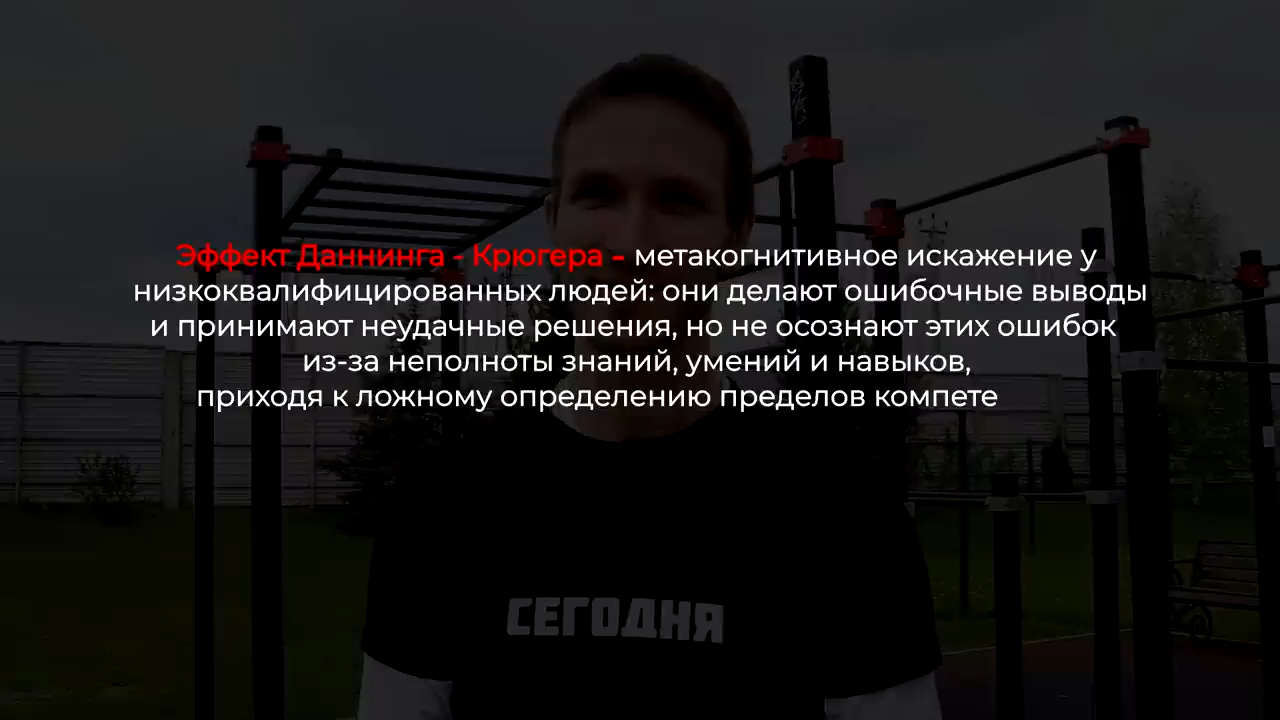 Эффект Даннинга - Крюгера - метакогнитивное искажение у
низкоквалифицированных людей: они делают ошибочные выводы
и принимают неудачные решения, но не осознают этих ошибок
из-за неполноты знаний, умений и навыков,
приходя к ложному определению пределов компете
СЕГОДНЯ